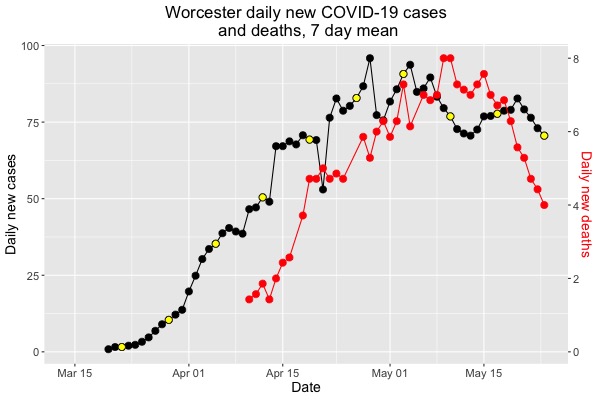 Worcester daily new COVID-19 cases
and deaths, 7 day mean
100
75
50
25
0
Daily new cases
8
6
4
2
0
Daily new deaths
Mar 15
Apr 01
Apr 15
May 01
May 15
Date